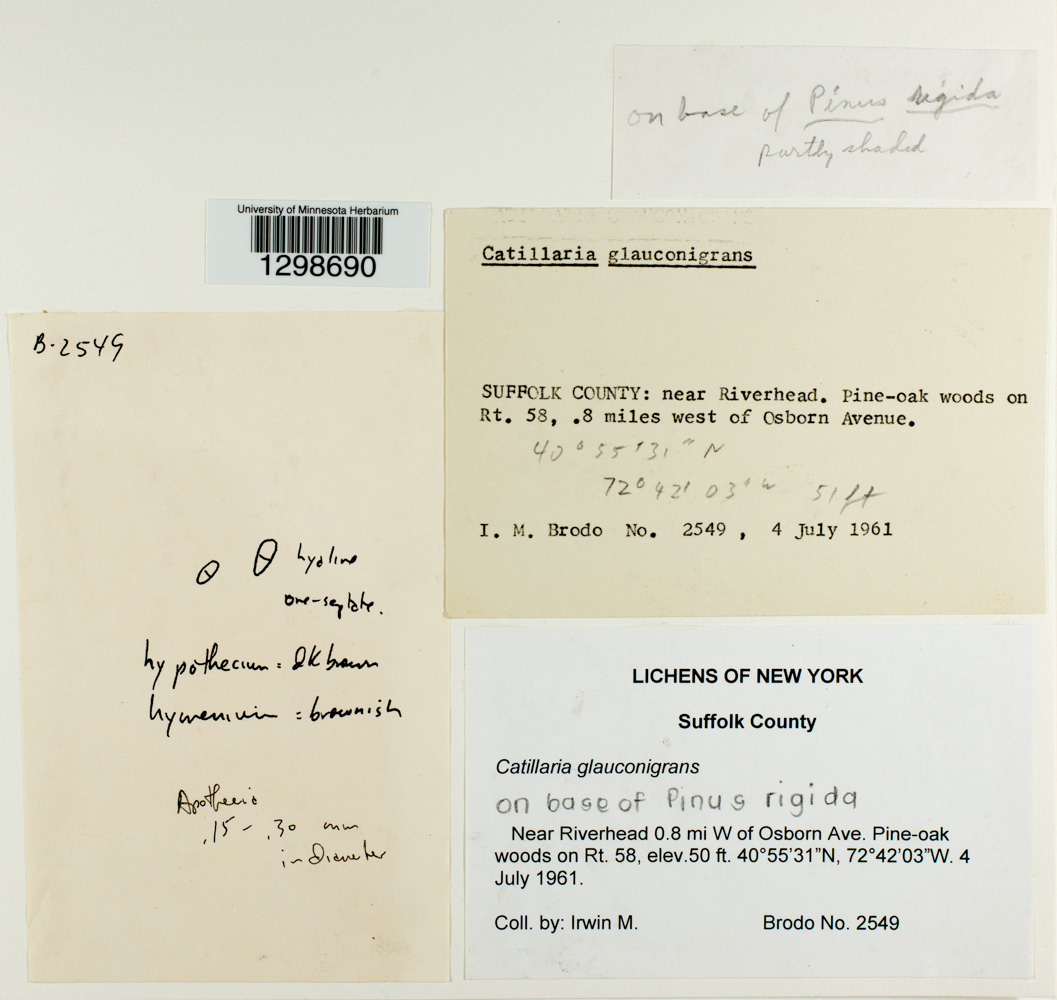 on base of Pinus rigida
partly shaded
University of Minnesota Herbarium
1298690
Catillaria glauconigrans
SUFFOLK COUNTY: near Riverhead. Pine-oak woods on
Rt. 58, .8 miles west of Osborn Avenue.
40° 55' 31" N
72° 42' 03" W 51 ft
I. M. Brodo No. 2549 , 4 July 1961
B-2549
hyaline
one-septate.
hypothecium = dk brown
hymenium = brownish
Apothecia
.15 - .30 mm
in diameter
LICHENS OF NEW YORK
Suffolk County
Catillaria glauconigrans
on base of Pinus rigida
Near Riverhead 0.8 mi W of Osborn Ave. Pine-oak
woods on Rt. 58, elev.50 ft. 40°55'31”N, 72°42'03”W. 4
July 1961.
Coll. by: Irwin M. Brodo No. 2549